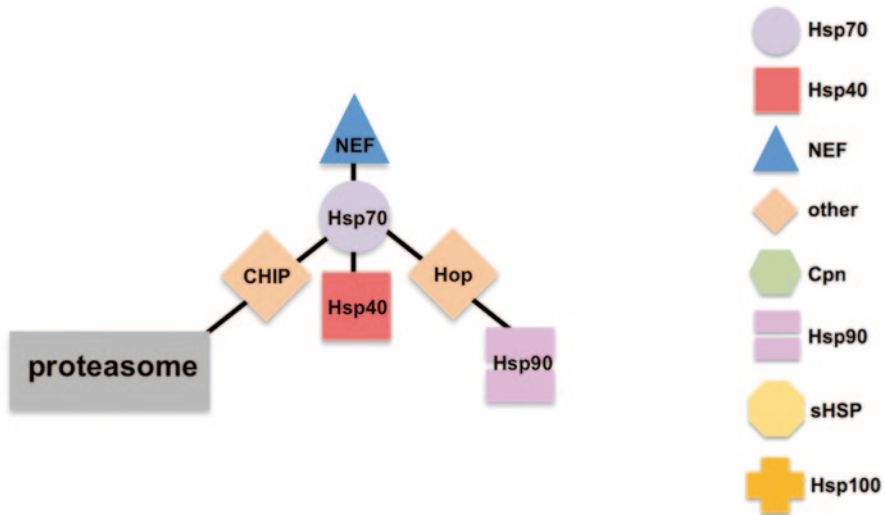 NEF
Hsp70
CHIP
Hsp40
Hop
proteasome
Hsp90
Hsp70
Hsp40
NEF
other
Cpn
Hsp90
sHSP
Hsp100